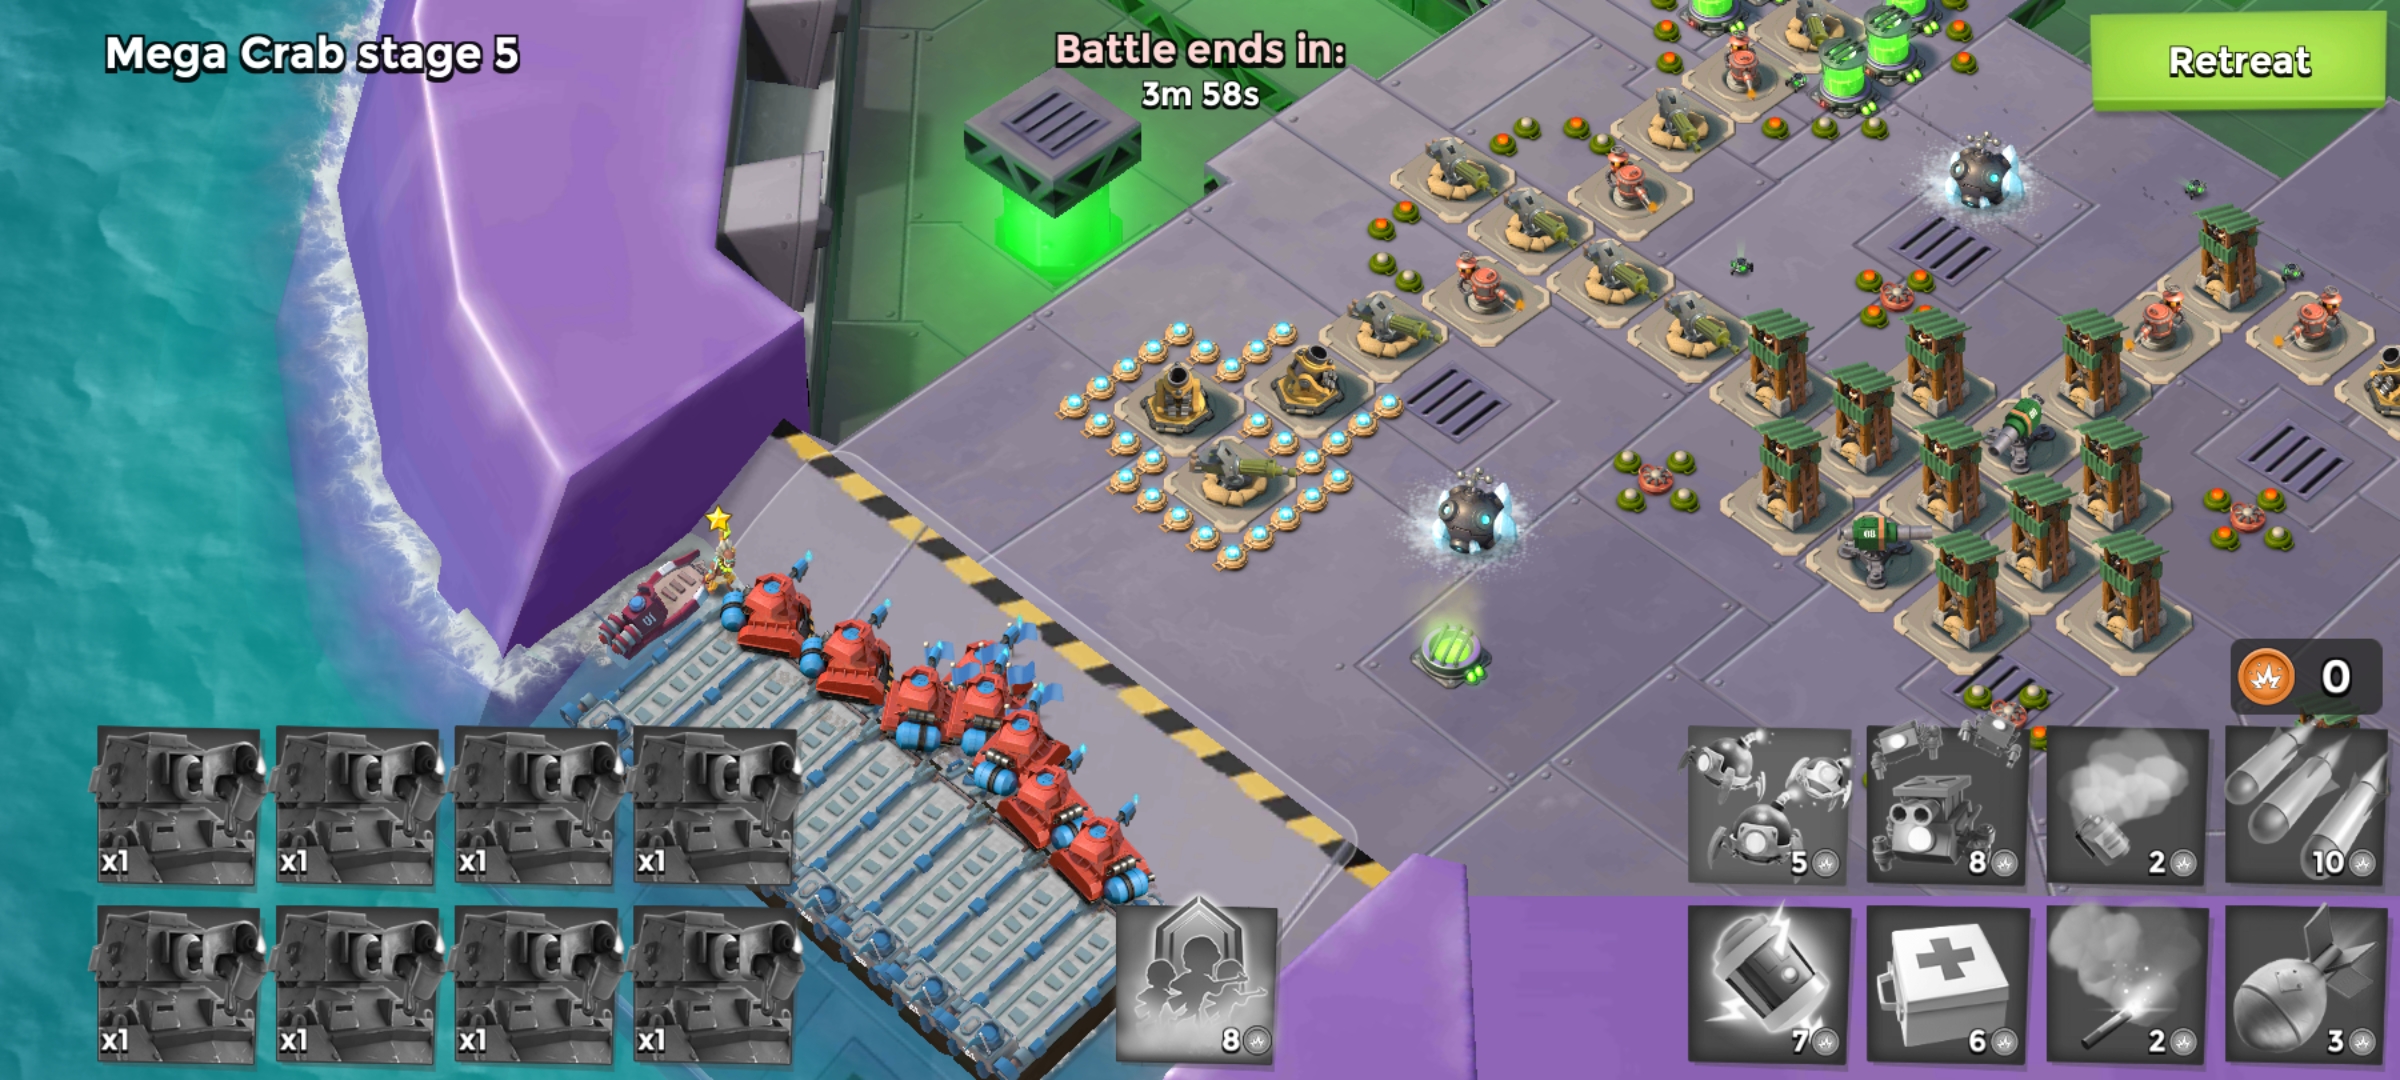 Mega Crab stage 5
Battle ends in:
3m 58s
Retreat
0
x1
x1
x1
x1
5
8
2
10
x1
x1
x1
x1
8
7
6
2
3